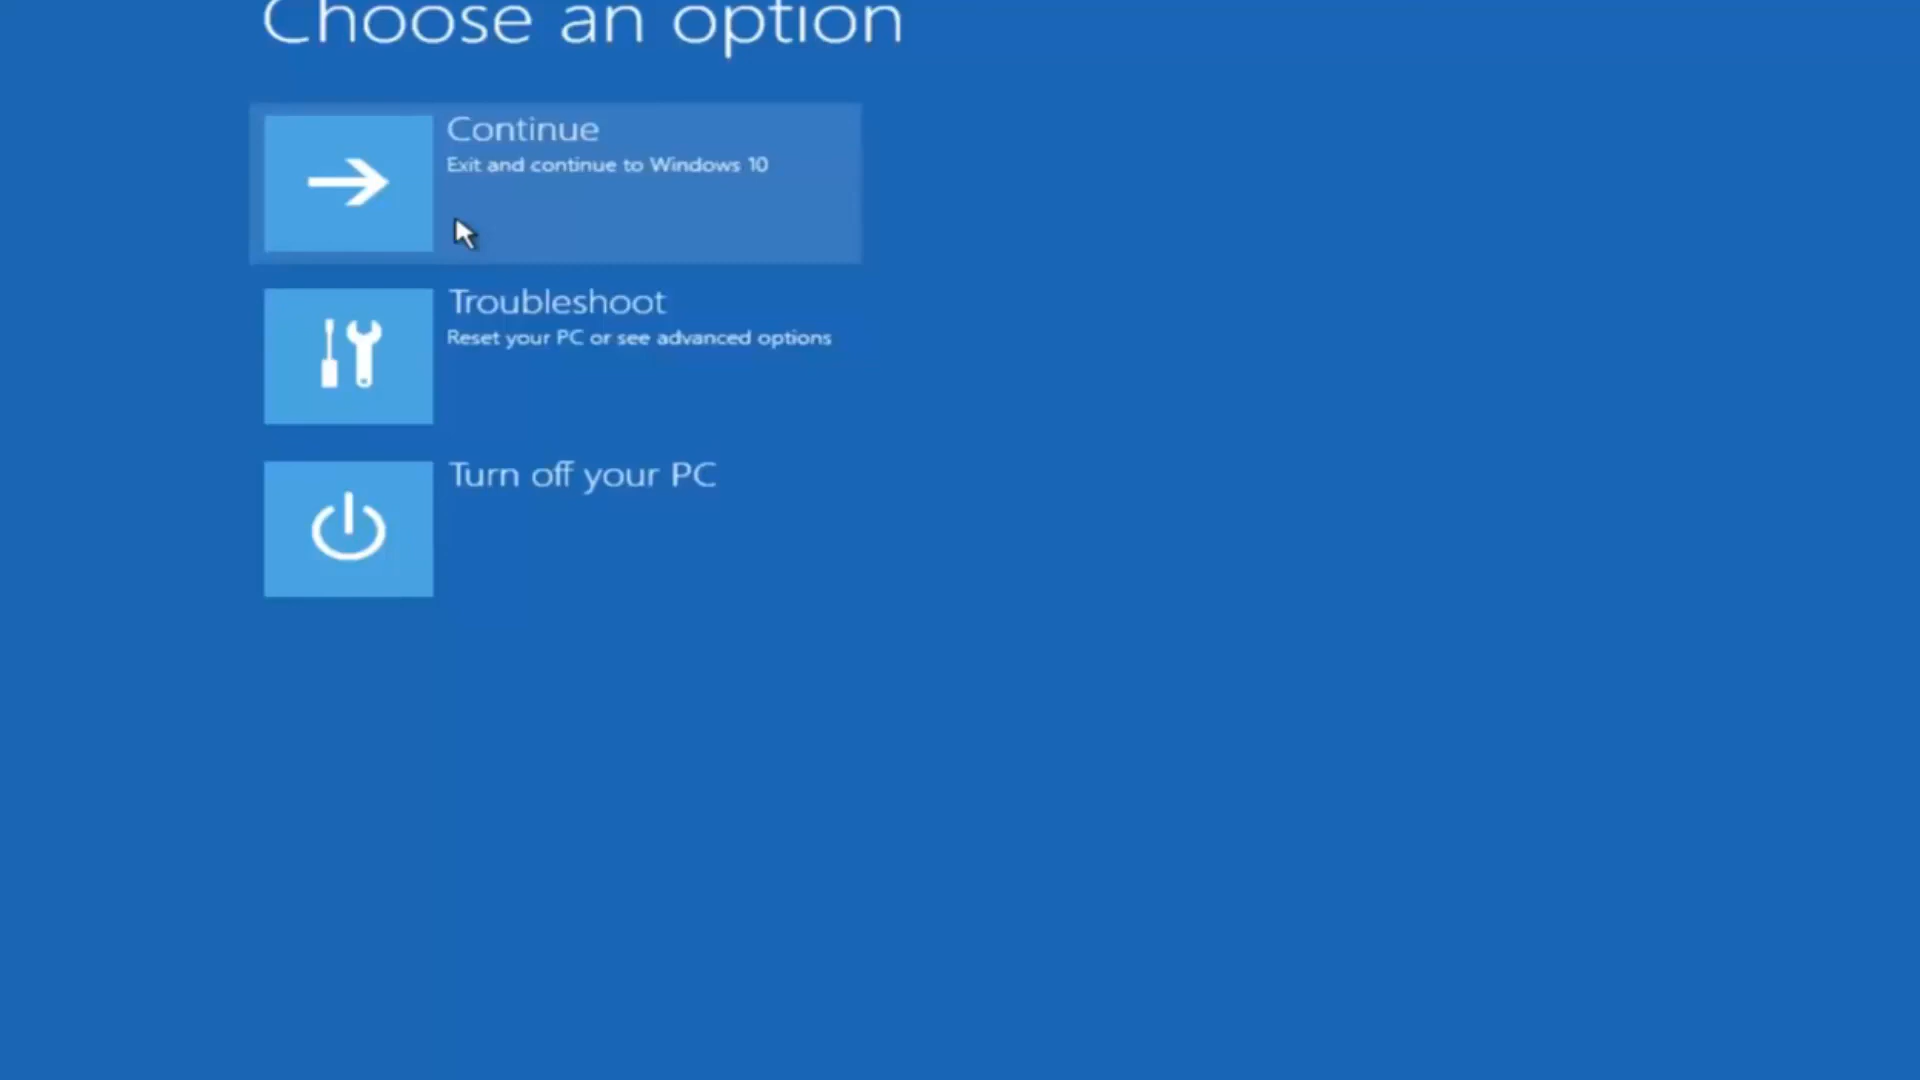 Choose an option
Continue
Exit and continue to Windows 10
Troubleshoot
Reset your PC or see advanced options
Turn off your PC